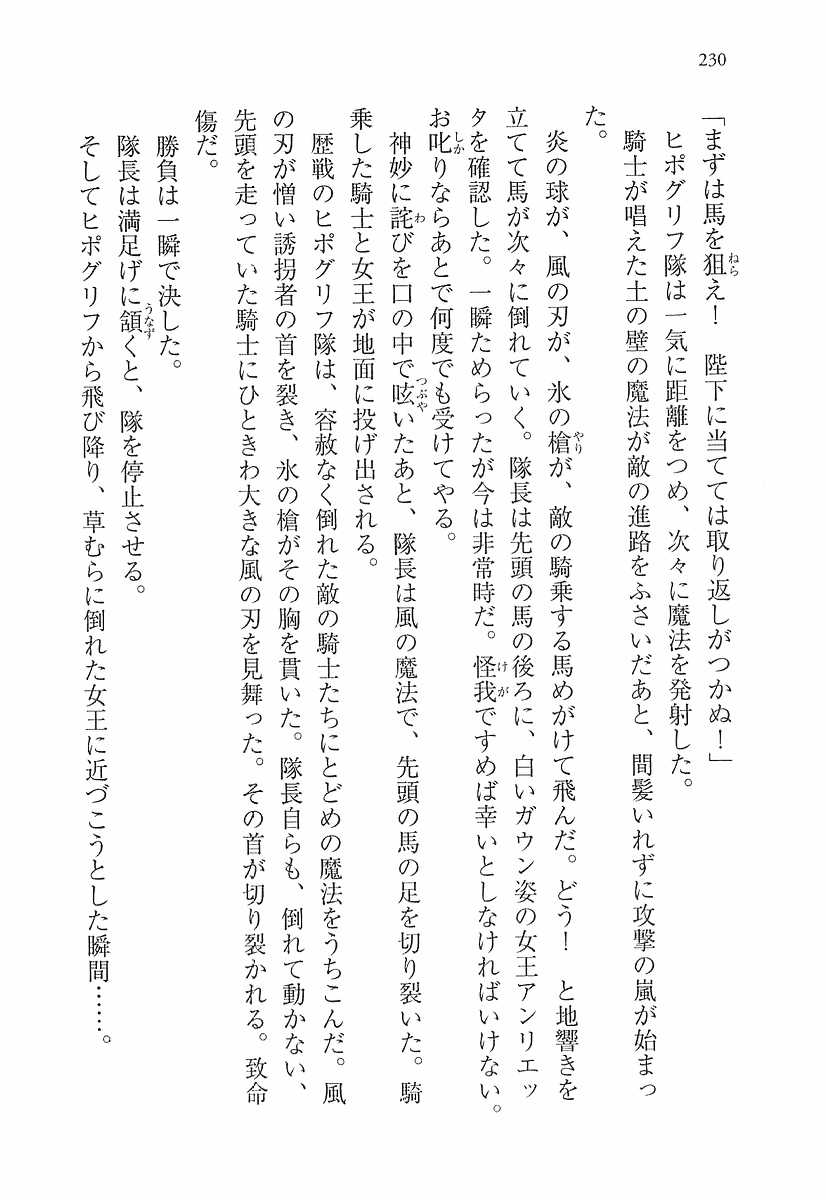 230
「まずは馬を狙え！　陛下に当てては取り返しがつかぬ！」
　ヒポグリフ隊は一気に距離をつめ、次々に魔法を発射した。
　騎士が唱えた土の壁の魔法が敵の進路をふさいだあと、間髪いれずに攻撃の嵐が始まっ
た。
　炎の球が、風の刃が、氷の槍が、敵の騎乗する馬めがけて飛んだ。どう！　と地響きを
立てて馬が次々に倒れていく。隊長は先頭の馬の後ろに、白いガウン姿の女王アンリエッ
タを確認した。一瞬ためらったが今は非常時だ。怪我ですめば幸いとしなければいけない。
お叱りならあとで何度でも受けてやる。
　神妙に詫びを口の中で呟いたあと、隊長は風の魔法で、先頭の馬の足を切り裂いた。騎
乗した騎士と女王が地面に投げ出される。
　歴戦のヒポグリフ隊は、容赦なく倒れた敵の騎士たちにとどめの魔法をうちこんだ。風
の刃が憎い誘拐者の首を裂き、氷の槍がその胸を貫いた。隊長自らも、倒れて動かない、
先頭を走っていた騎士にひときわ大きな風の刃を見舞った。その首が切り裂かれる。致命
傷だ。
　勝負は一瞬で決した。
　隊長は満足げに頷くと、隊を停止させる。
　そしてヒポグリフから飛び降り、草むらに倒れた女王に近づこうとした瞬間……。